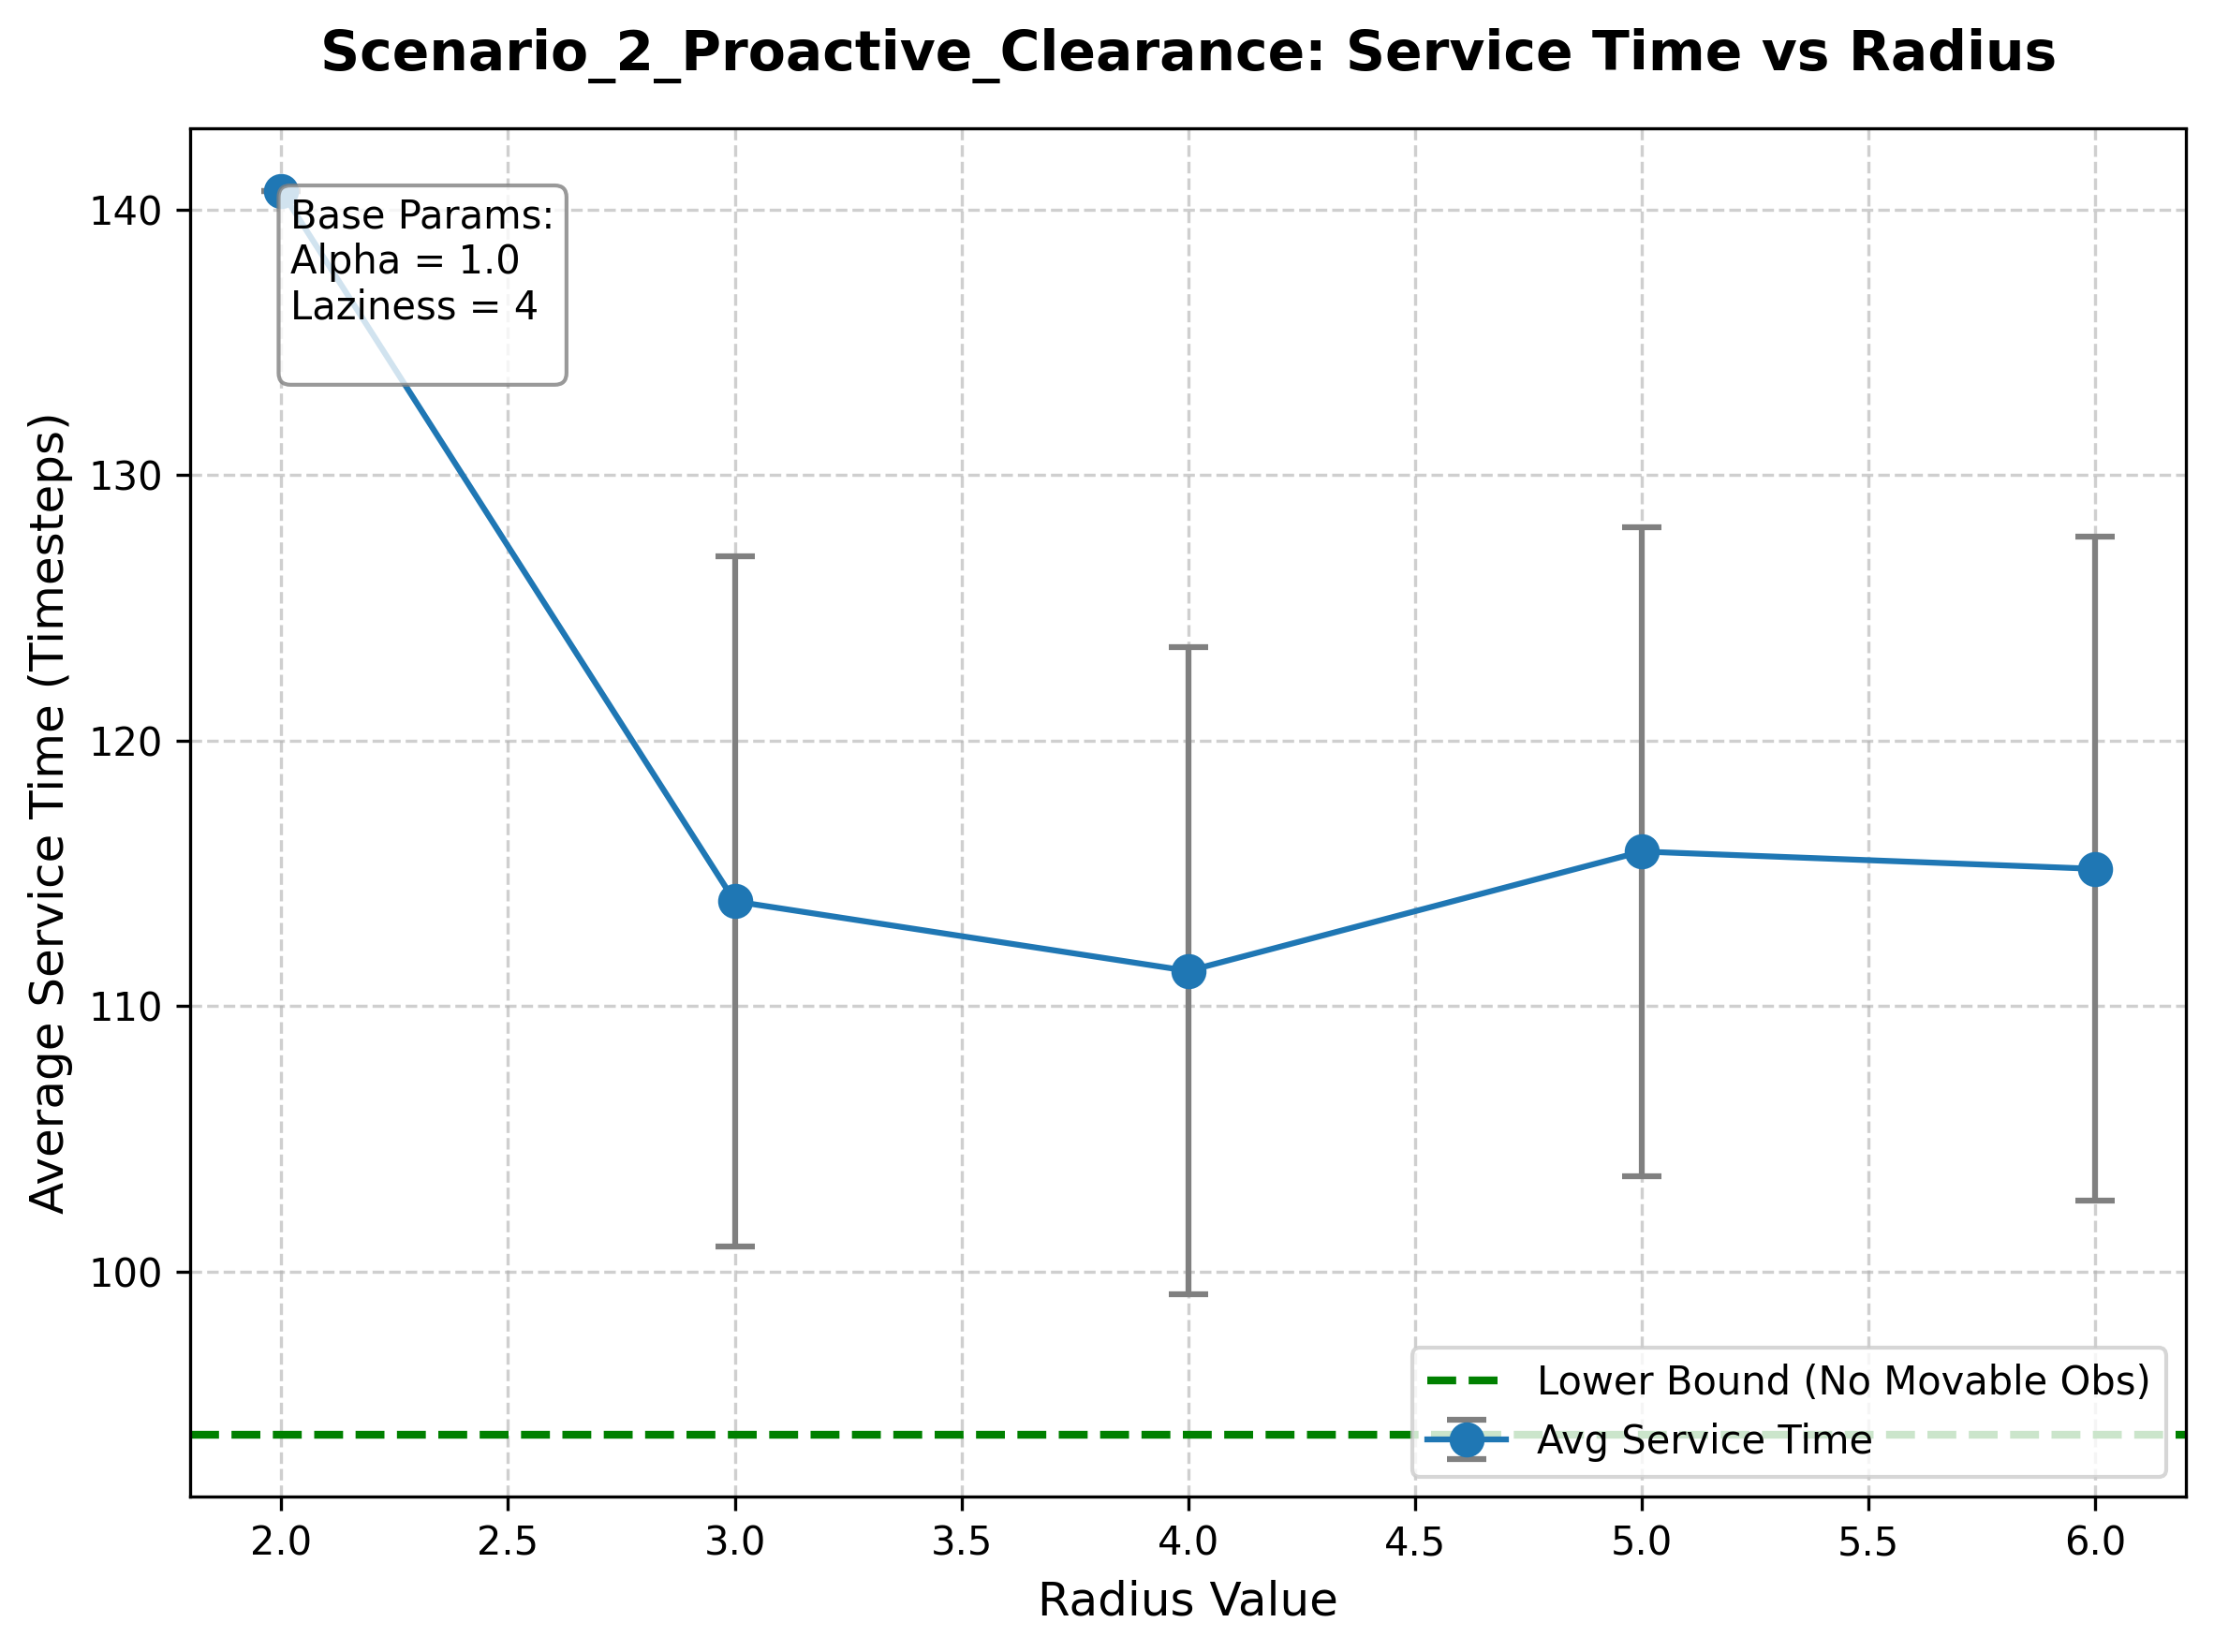 Scenario_2_Proactive_Clearance: Service Time vs Radius
Average Service Time (Timesteps)
140
130
120
110
100
Base Params:
Alpha = 1.0
Laziness = 4
Lower Bound (No Movable Obs)
Avg Service Time
2.0 2.5 3.0 3.5 4.0 4.5 5.0 5.5 6.0
Radius Value